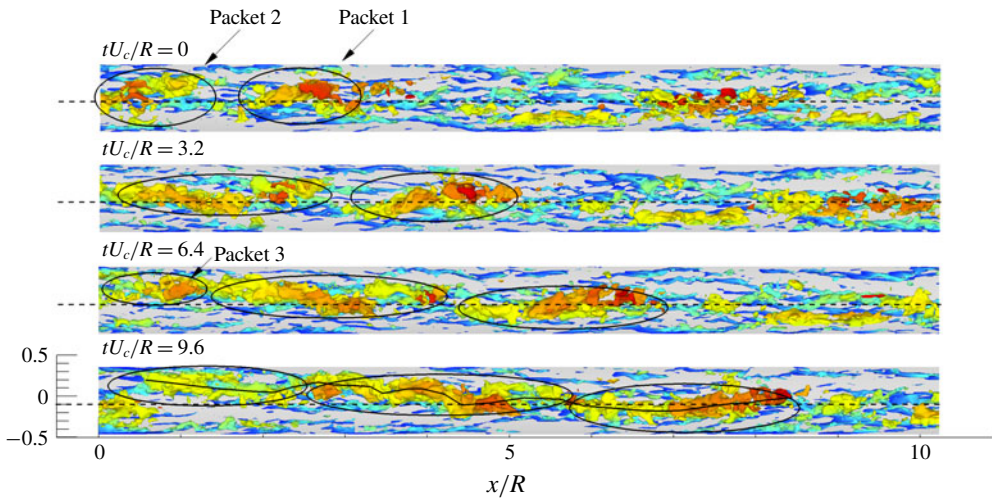 Packet 2
Packet 1
tU_c/R = 0
tU_c/R = 3.2
tU_c/R = 6.4
Packet 3
tU_c/R = 9.6
0.5
0
−0.5
0
5
10
x/R